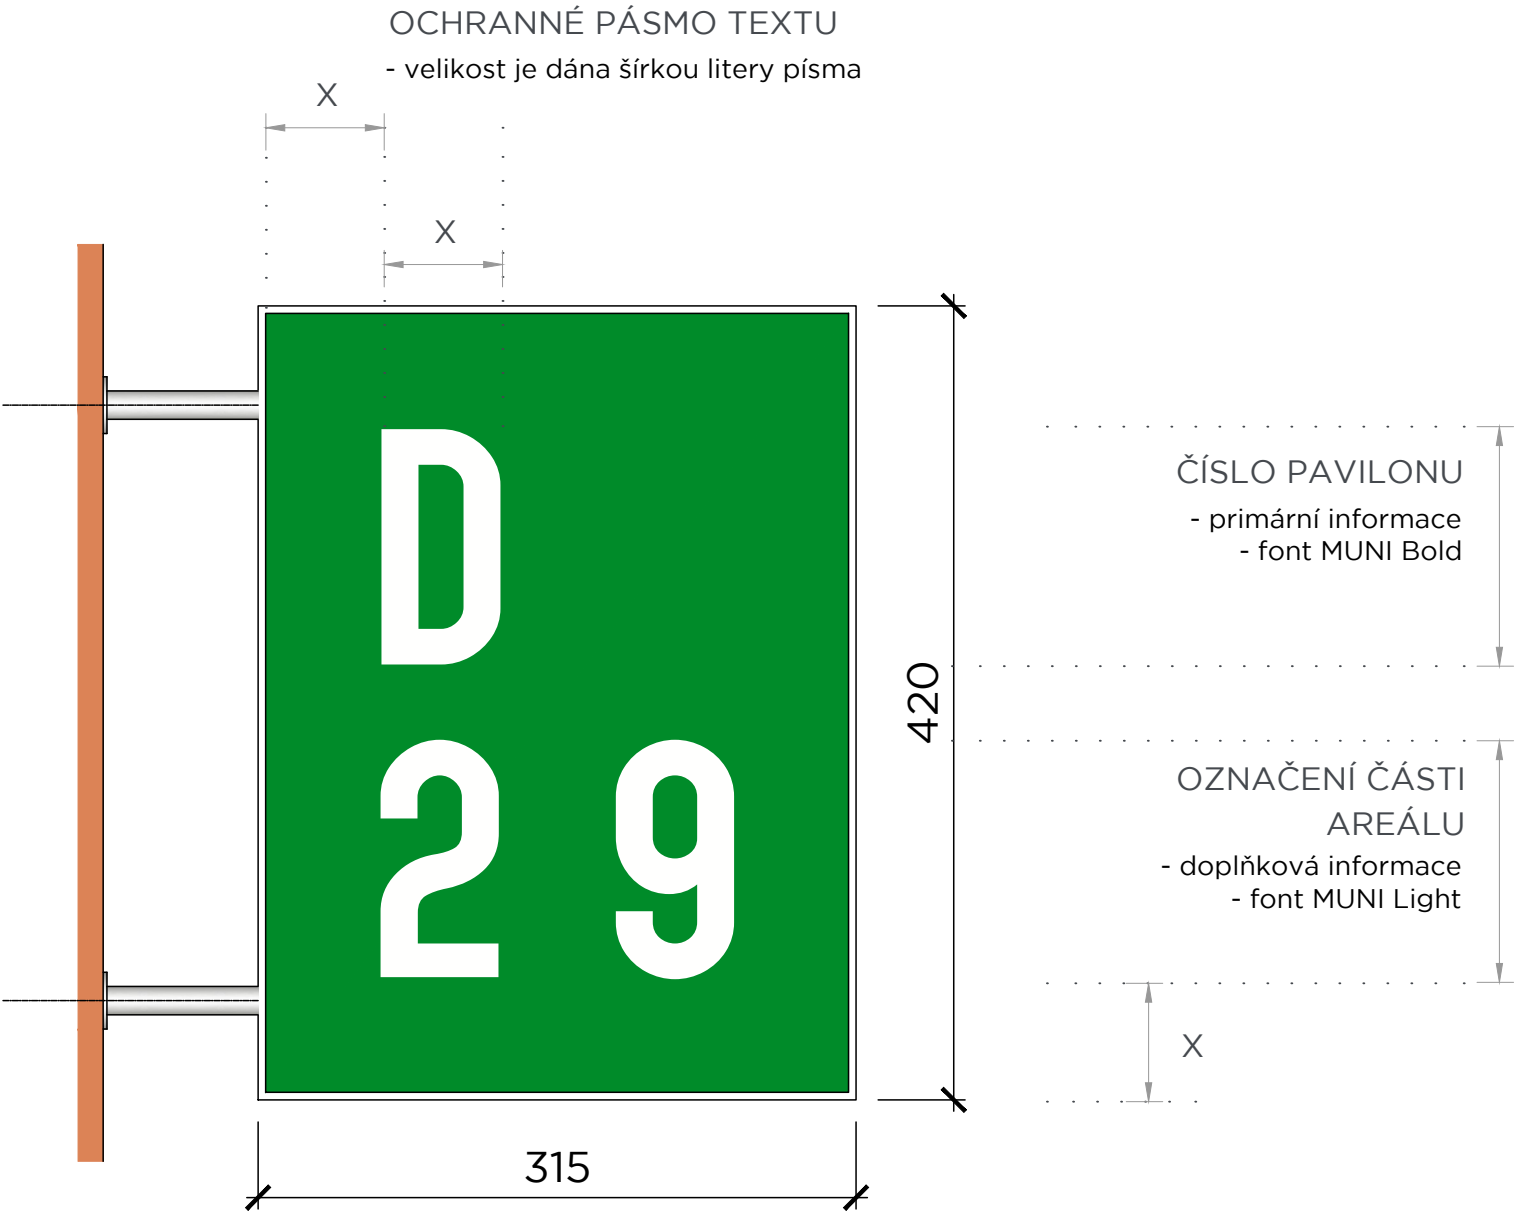 OCHRANNÉ PÁSMO TEXTU
- velikost je dána šírkou litery písma
X
X
D
2 9
ČÍSLO PAVILONU
- primární informace
- font MUNI Bold
420
OZNAČENÍ ČÁSTI
AREÁLU
- doplňková informace
- font MUNI Light
X
315